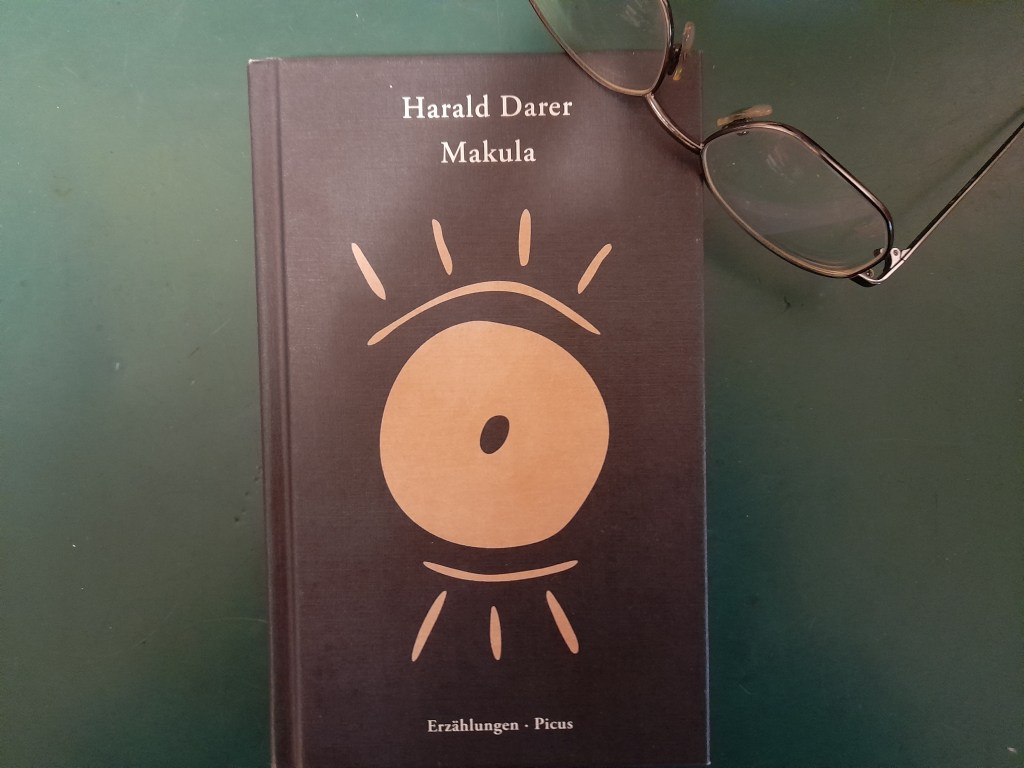 Harald Darer
Makula
Erzählungen · Picus